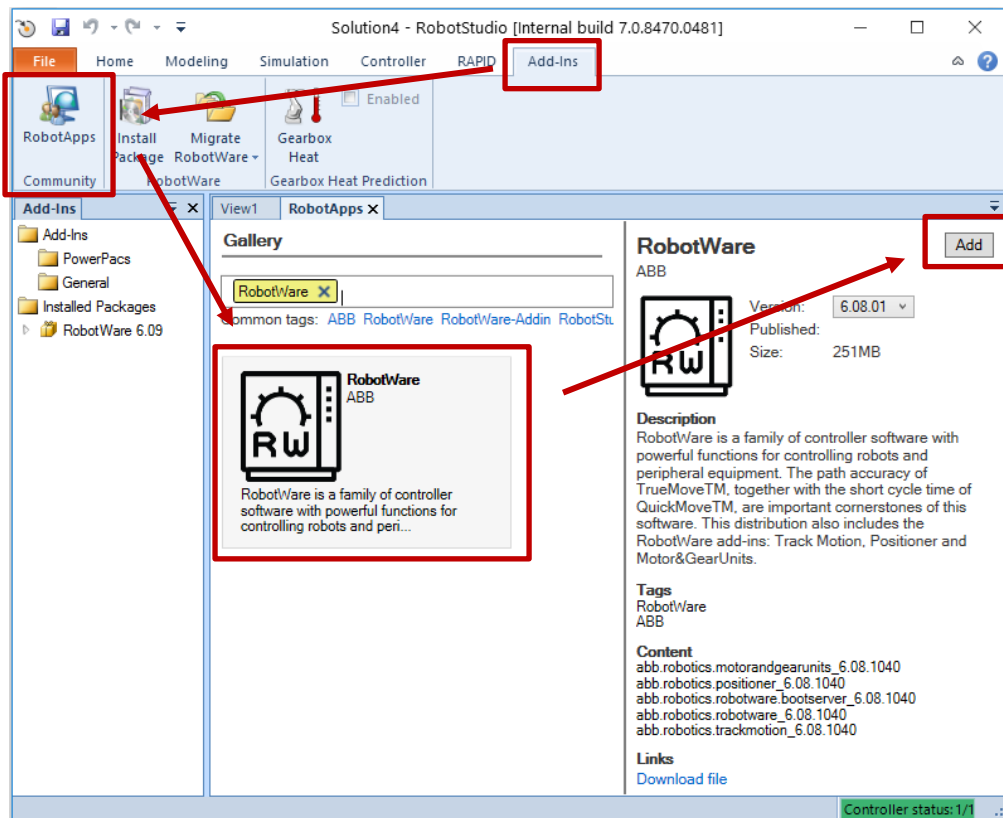 Solution4 - RobotStudio [Internal build 7.0.8470.0481]
File Home Modeling Simulation Controller RAPID Add-Ins
RobotApps
Install
Package
Migrate
RobotWare
Gearbox
Heat
Enabled
Community RobotWare Gearbox Heat Prediction
Add-Ins
Add-Ins
PowerPacs
General
Installed Packages
RobotWare 6.09
View1 RobotApps
Gallery
RobotWare
Common tags: ABB RobotWare RobotWare-Addin RobotStu
RW
RobotWare
ABB
RobotWare is a family of controller
software with powerful functions for
controlling robots and peri...
RobotWare
Add
ABB
RW
Version: 6.08.01
Published:
Size: 251MB
Description
RobotWare is a family of controller software with
powerful functions for controlling robots and
peripheral equipment. The path accuracy of
TrueMoveTM, together with the short cycle time of
QuickMoveTM, are important cornerstones of this
software. This distribution also includes the
RobotWare add-ins: Track Motion, Positioner and
Motor&GearUnits.
Tags
RobotWare
ABB
Content
abb.robotics.motorandgearunits_6.08.1040
abb.robotics.positioner_6.08.1040
abb.robotics.robotware.bootserver_6.08.1040
abb.robotics.robotware_6.08.1040
abb.robotics.trackmotion_6.08.1040
Links
Download file
Controller status: 1/1